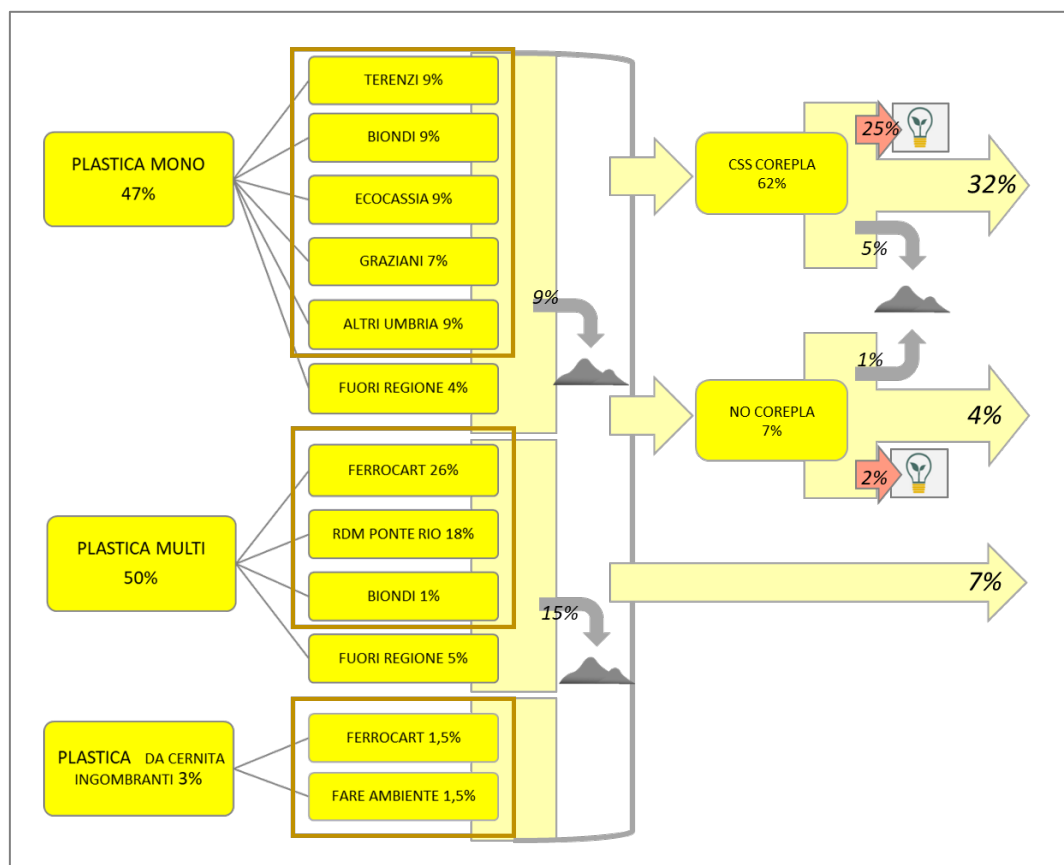 PLASTICA MONO
47%
TERENZI 9%
BIONDI 9%
ECOCASSIA 9%
GRAZIANI 7%
ALTRI UMBRIA 9%
FUORI REGIONE 4%
9%
PLASTICA MULTI
50%
FERROCART 26%
RDM PONTE RIO 18%
BIONDI 1%
FUORI REGIONE 5%
15%
PLASTICA DA CERNITA
INGOMBRANTI 3%
FERROCART 1,5%
FARE AMBIENTE 1,5%
CSS COREPLA
62%
25%
32%
5%
NO COREPLA
7%
1%
4%
2%
7%